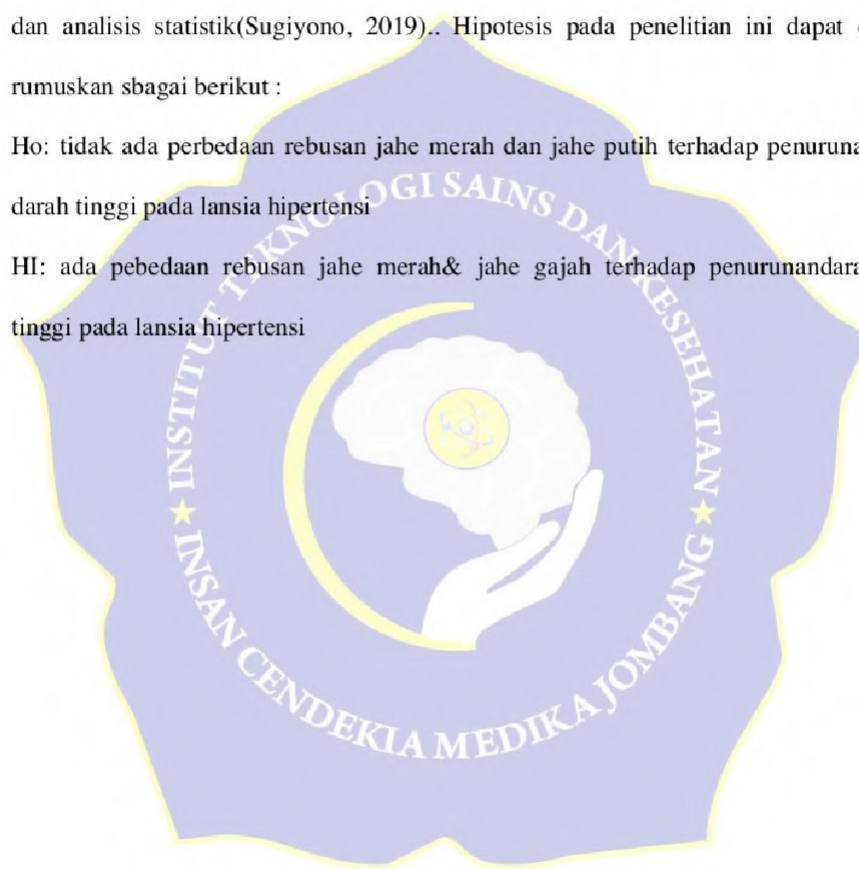 dan analisis statistik(Sugiyono, 2019).. Hipotesis pada penelitian ini dapat
rumuskan sbagai berikut :
Ho: tidak ada perbedaan rebusan jahe merah dan jahe putih terhadap penuruna
darah tinggi pada lansia hipertensi
HI: ada pebedaan rebusan jahe merah& jahe gajah terhadap penurunandara
tinggi pada lansia hipertensi
INSTITUT TEKNOLOGI SAINS DAN KESEHATAN
INSAN CENDEKIA MEDIKA JOMBANG